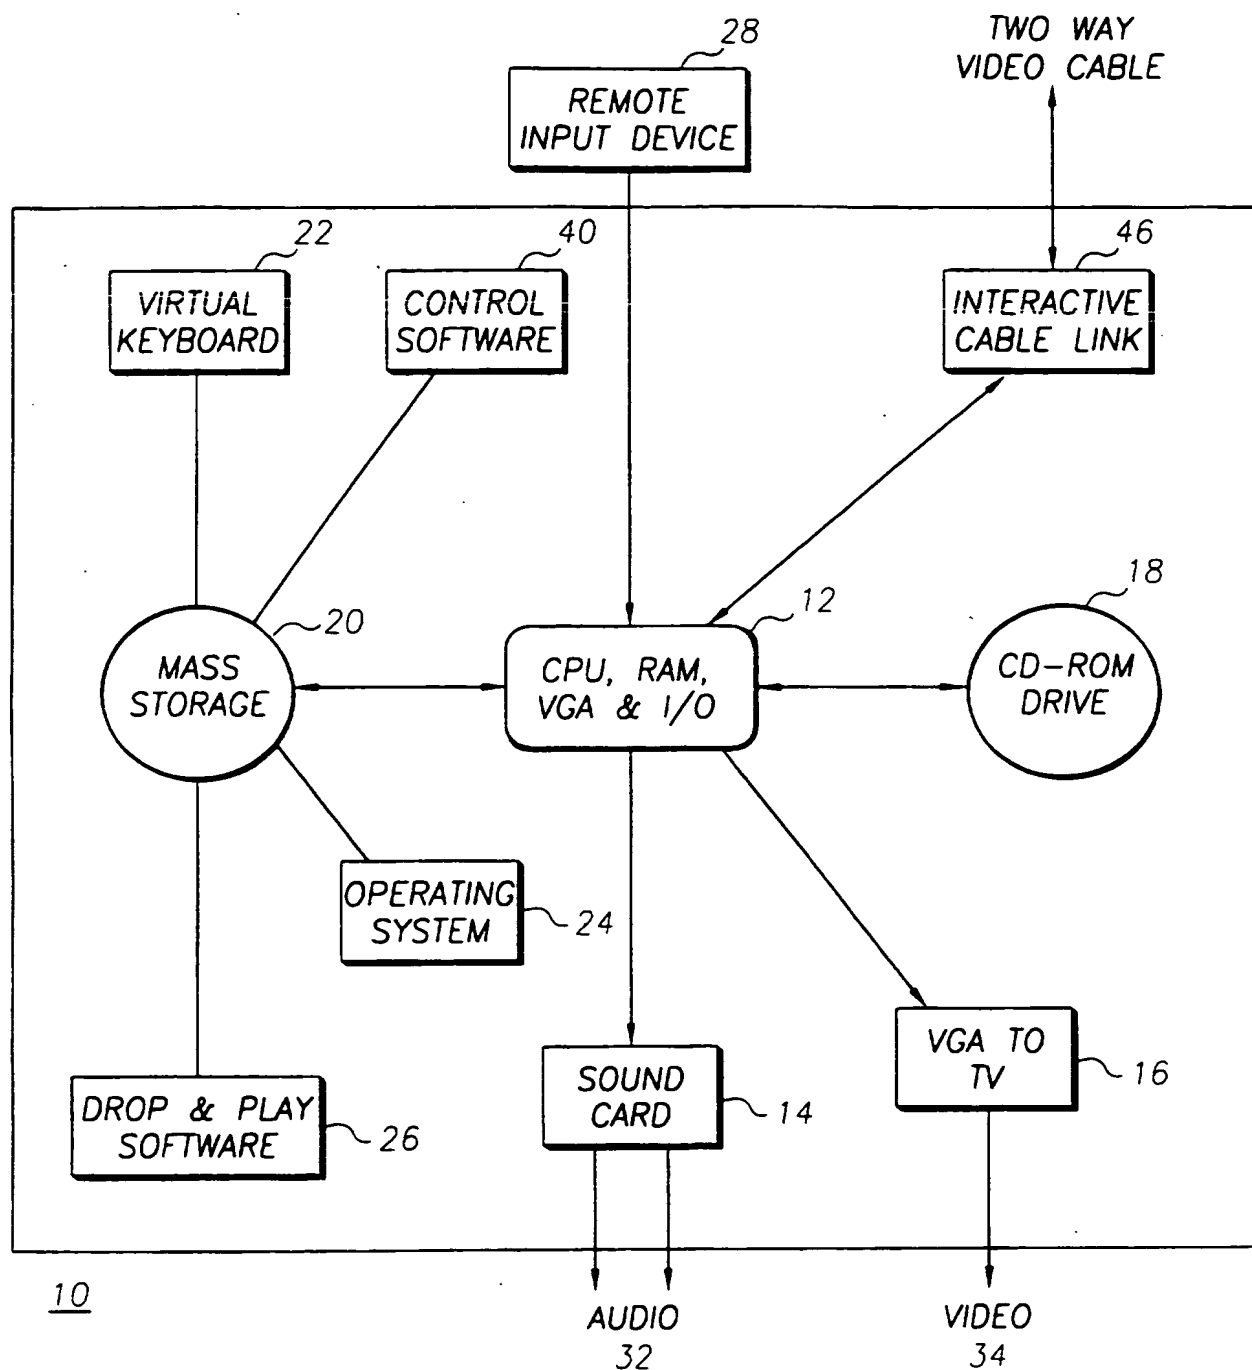 28
TWO WAY
VIDEO CABLE
REMOTE
INPUT DEVICE
22
40
46
VIRTUAL
KEYBOARD
CONTROL
SOFTWARE
INTERACTIVE
CABLE LINK
20
12
18
MASS
STORAGE
CPU, RAM,
VGA & I/O
CD-ROM
DRIVE
OPERATING
SYSTEM
24
VGA TO
TV
16
DROP & PLAY
SOFTWARE
26
SOUND
CARD
14
10
AUDIO
32
VIDEO
34